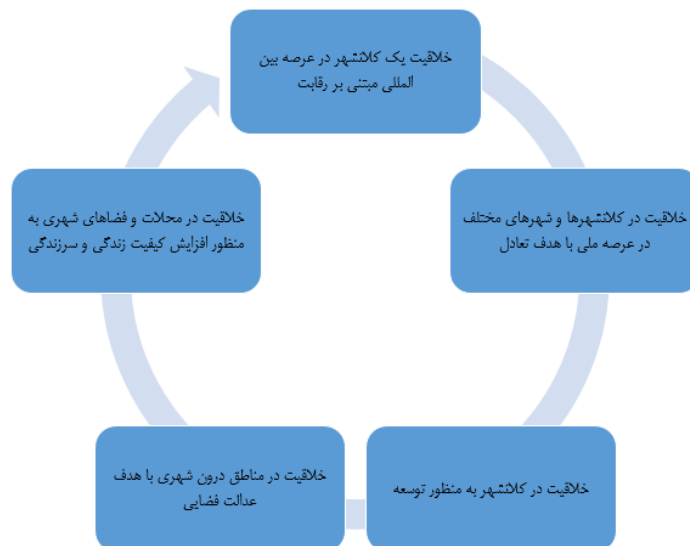 خلاقیت یک کلانشهر در عرصه بین
المللی مبتنی بر رقابت
خلاقیت در کلانشهرها و شهرهای مختلف
در عرصه ملی با هدف تعادل
خلاقیت در کلانشهر به منظور توسعه
خلاقیت در مناطق درون شهری با هدف
عدالت فضایی
خلاقیت در محلات و فضاهای شهری به
منظور افزایش کیفیت زندگی و سرزندگی